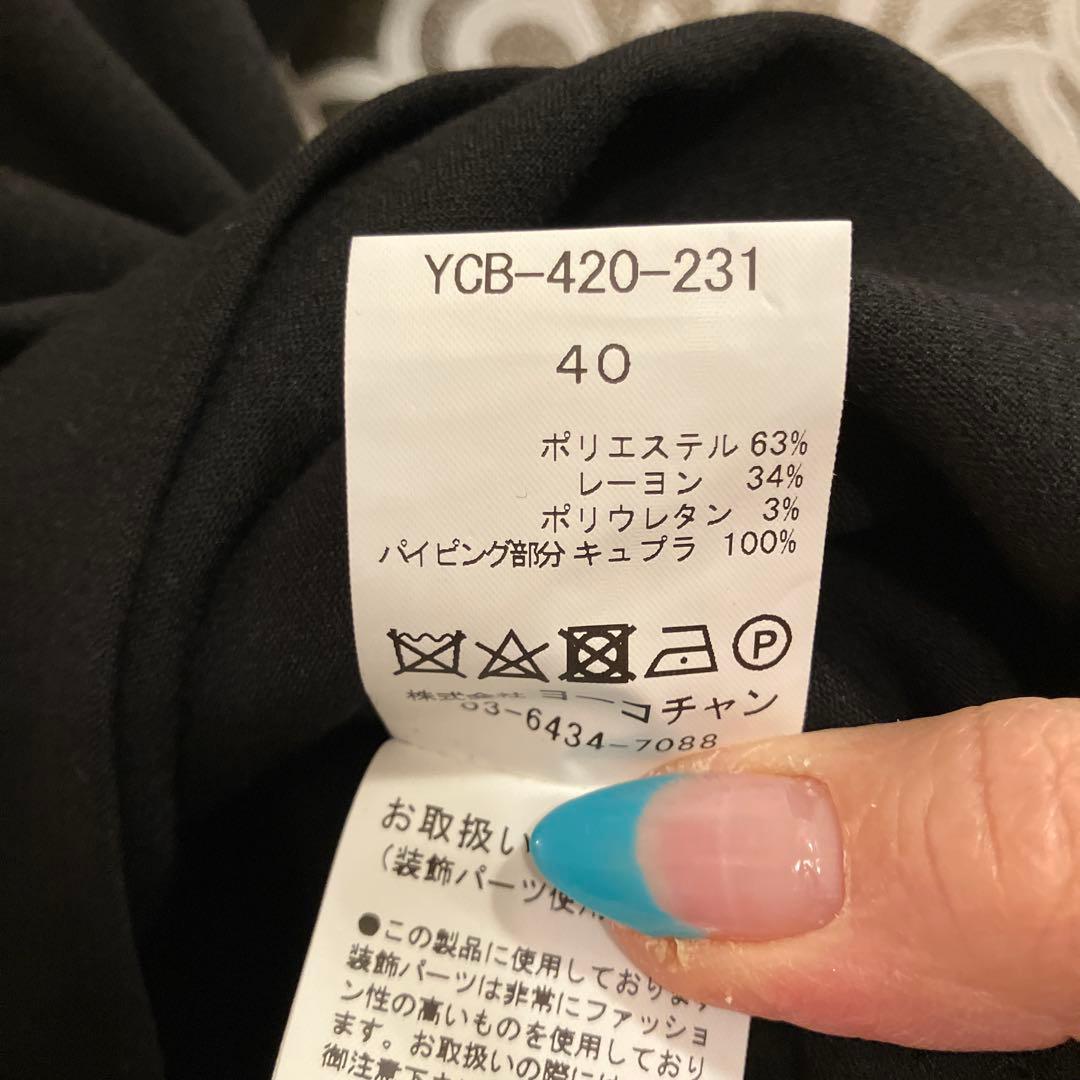 YCB-420-231
40
ポリエステル 63%
レーヨン 34%
ポリウレタン 3%
パイピング部分 キュプラ 100%
P
株式会社 ヨーコチャン
03-6434-7088
お取扱い
(装飾パーツ使用
●この製品に使用しております
装飾パーツは非常にファッショ
ン性の高いものを使用しており
ます。お取扱いの際には
御注意下